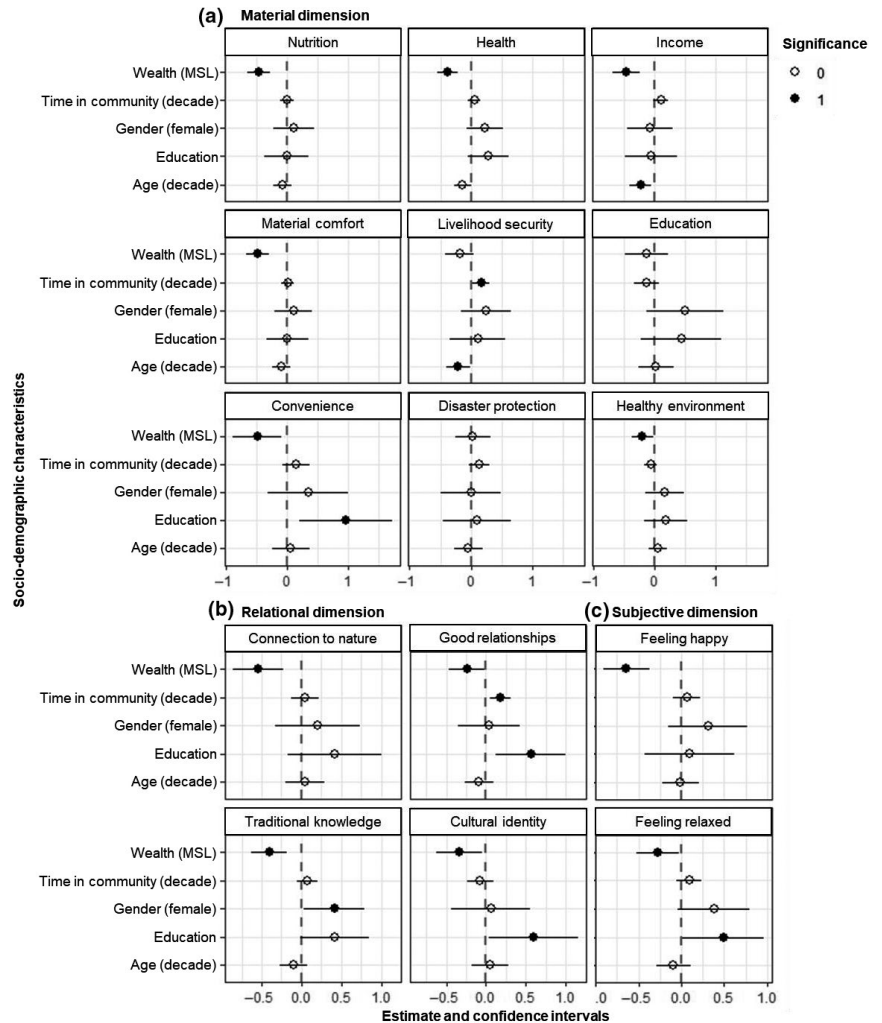 (a) Material dimension
Nutrition Health Income
Significance
0
1
Wealth (MSL)
Time in community (decade)
Gender (female)
Education
Age (decade)
Material comfort Livelihood security Education
Wealth (MSL)
Time in community (decade)
Gender (female)
Education
Age (decade)
Convenience Disaster protection Healthy environment
Wealth (MSL)
Time in community (decade)
Gender (female)
Education
Age (decade)
−1 0 1 −1 0 1 −1 0 1
Socio-demographic characteristics
(b) Relational dimension (c) Subjective dimension
Connection to nature Good relationships Feeling happy
Wealth (MSL)
Time in community (decade)
Gender (female)
Education
Age (decade)
Traditional knowledge Cultural identity Feeling relaxed
Wealth (MSL)
Time in community (decade)
Gender (female)
Education
Age (decade)
−0.5 0.0 0.5 1.0 −0.5 0.0 0.5 1.0 .0 −0.5 0.0 0.5 1.0
Estimate and confidence intervals